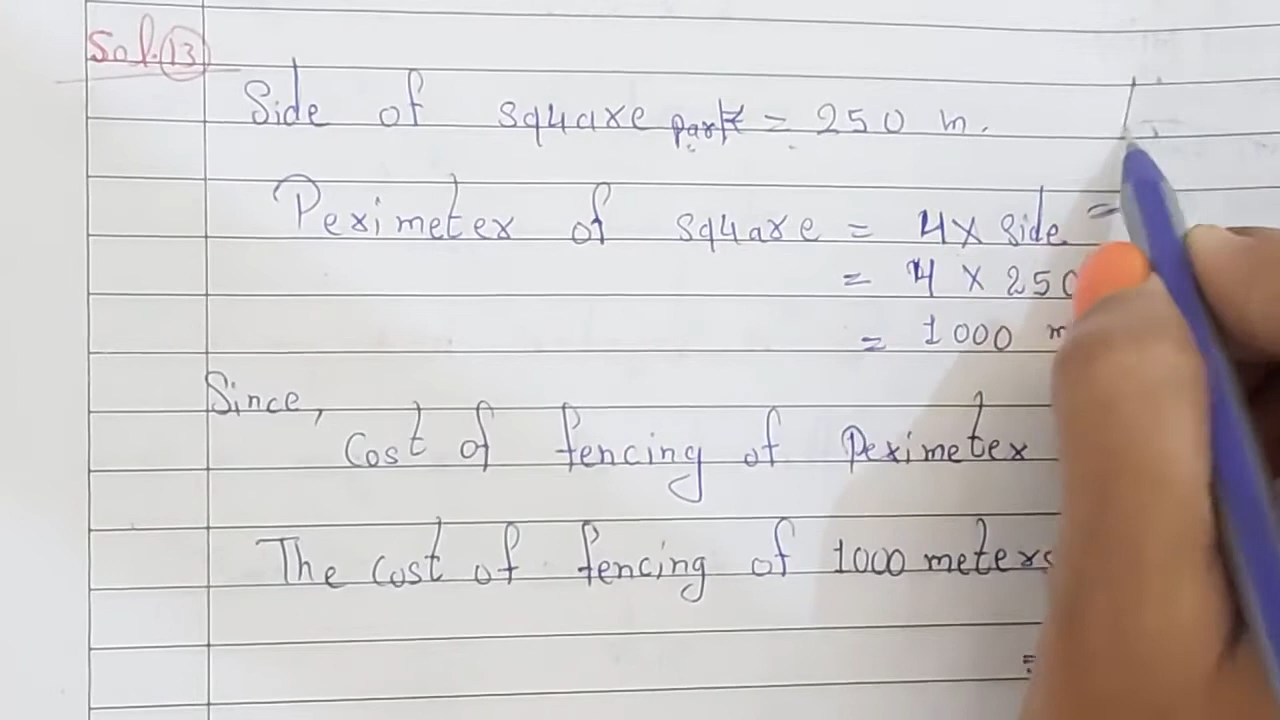 Sol.13
Side of square park = 250 m.
Perimeter of square = 4 × side =
= 4 × 250
= 1000 m
Since,
Cost of fencing of Perimeter
The cost of fencing of 1000 meters
=